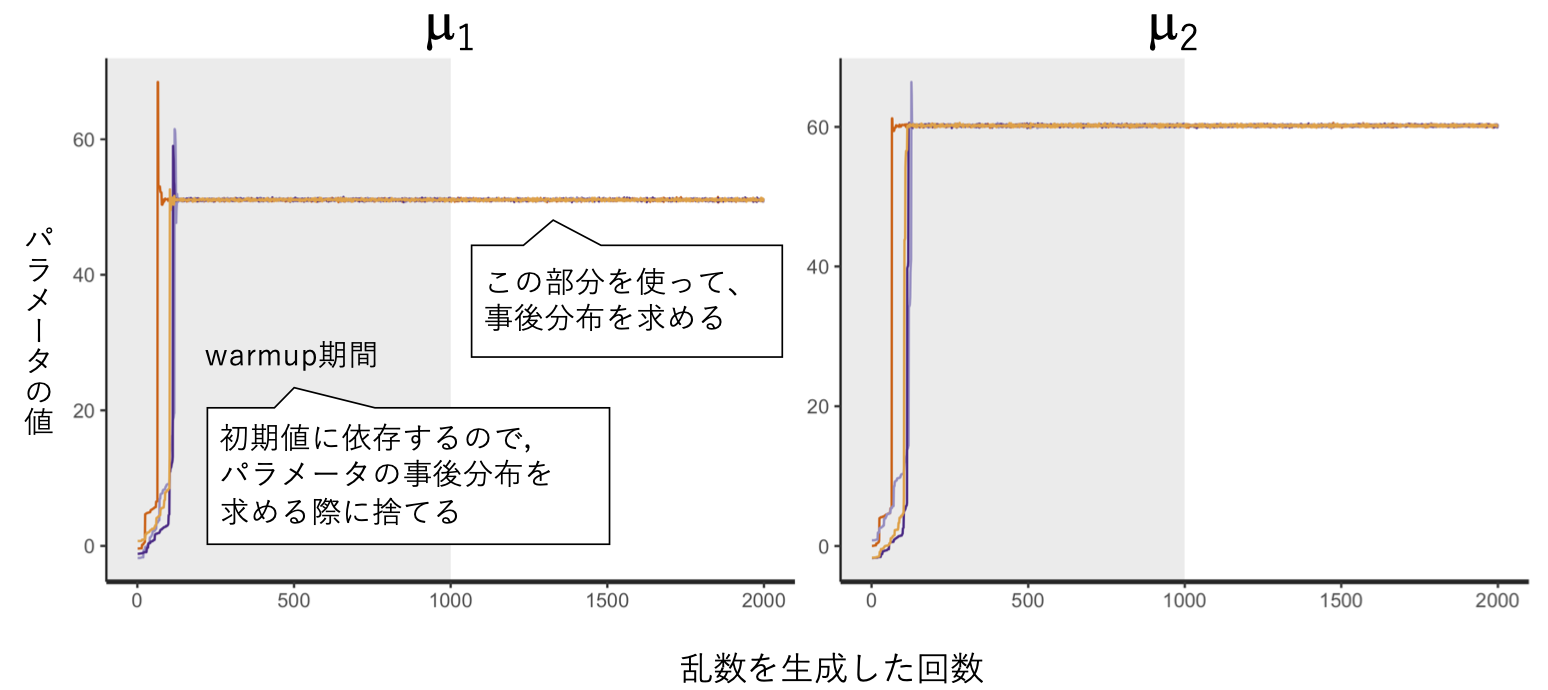 μ1
μ2
60
40
20
0
0
500
1000
1500
2000
60
40
20
0
0
500
1000
1500
2000
パラメータの値
この部分を使って、
事後分布を求める
warmup期間
初期値に依存するので,
パラメータの事後分布を
求める際に捨てる
乱数を生成した回数